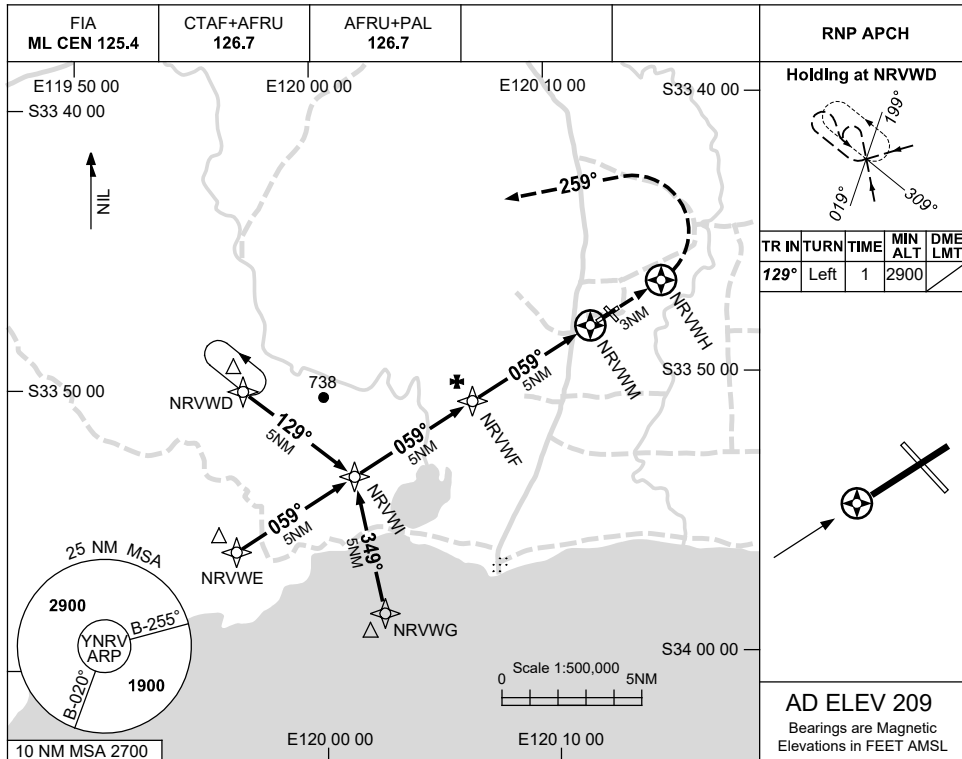 FIA
ML CEN 125.4
CTAF+AFRU
126.7
AFRU+PAL
126.7
RNP APCH
E119 50 00
E120 00 00
E120 10 00
S33 40 00
S33 40 00
NIL
259°
NRVWH
3NM
NRVWM
S33 50 00
S33 50 00
059°
5NM
738
NRVWD
129°
5NM
NRVWF
059°
5NM
NRVWI
059°
5NM
NRVWE
349°
5NM
NRVWG
25 NM MSA
2900
B-255°
YNRV
ARP
1900
B-020°
10 NM MSA 2700
S34 00 00
Scale 1:500,000
0 5NM
E120 00 00
E120 10 00
Holding at NRVWD
199°
019°
309°
TR IN TURN TIME MIN ALT DME LMT
129° Left 1 2900
AD ELEV 209
Bearings are Magnetic
Elevations in FEET AMSL